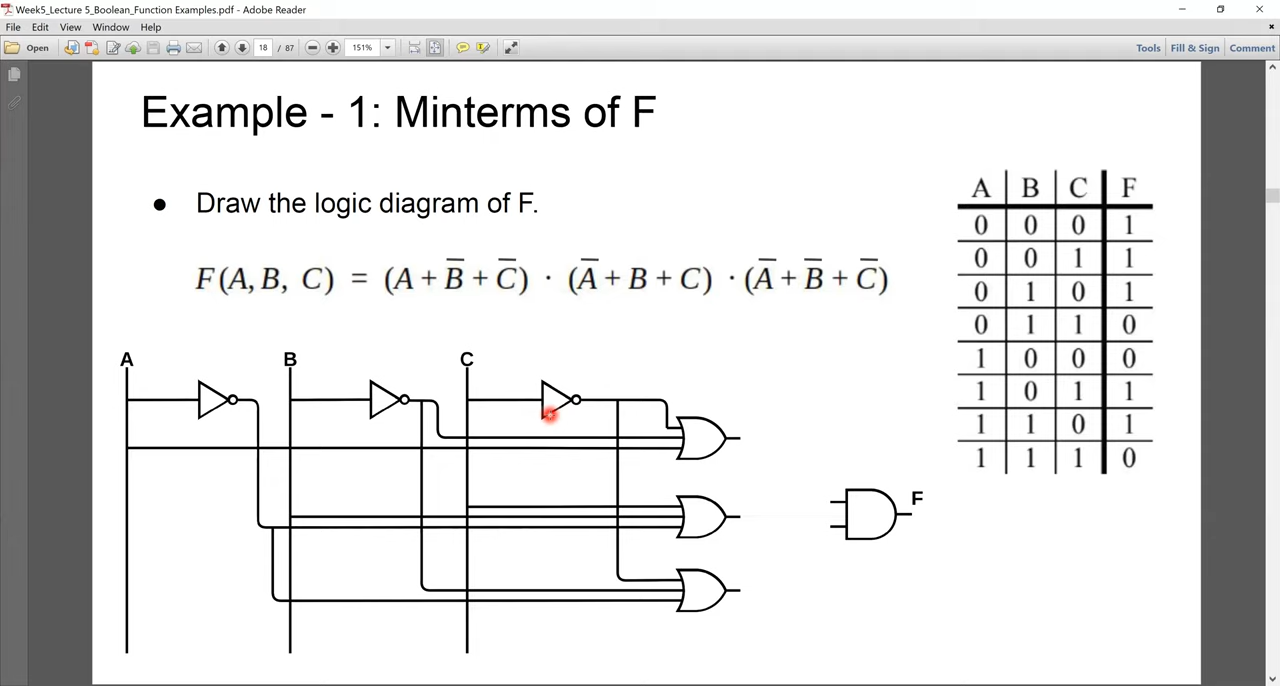 Week5_Lecture 5_Boolean_Function Examples.pdf - Adobe Reader
File Edit View Window Help
Open 18 / 87 151% Tools Fill & Sign Comment
Example - 1: Minterms of F
● Draw the logic diagram of F.
F(A, B, C) = (A + B̅ + C̅) · (A̅ + B + C) · (A̅ + B̅ + C̅)
A B C F
0 0 0 1
0 0 1 1
0 1 0 1
0 1 1 0
1 0 0 0
1 0 1 1
1 1 0 1
1 1 1 0
A B C
F